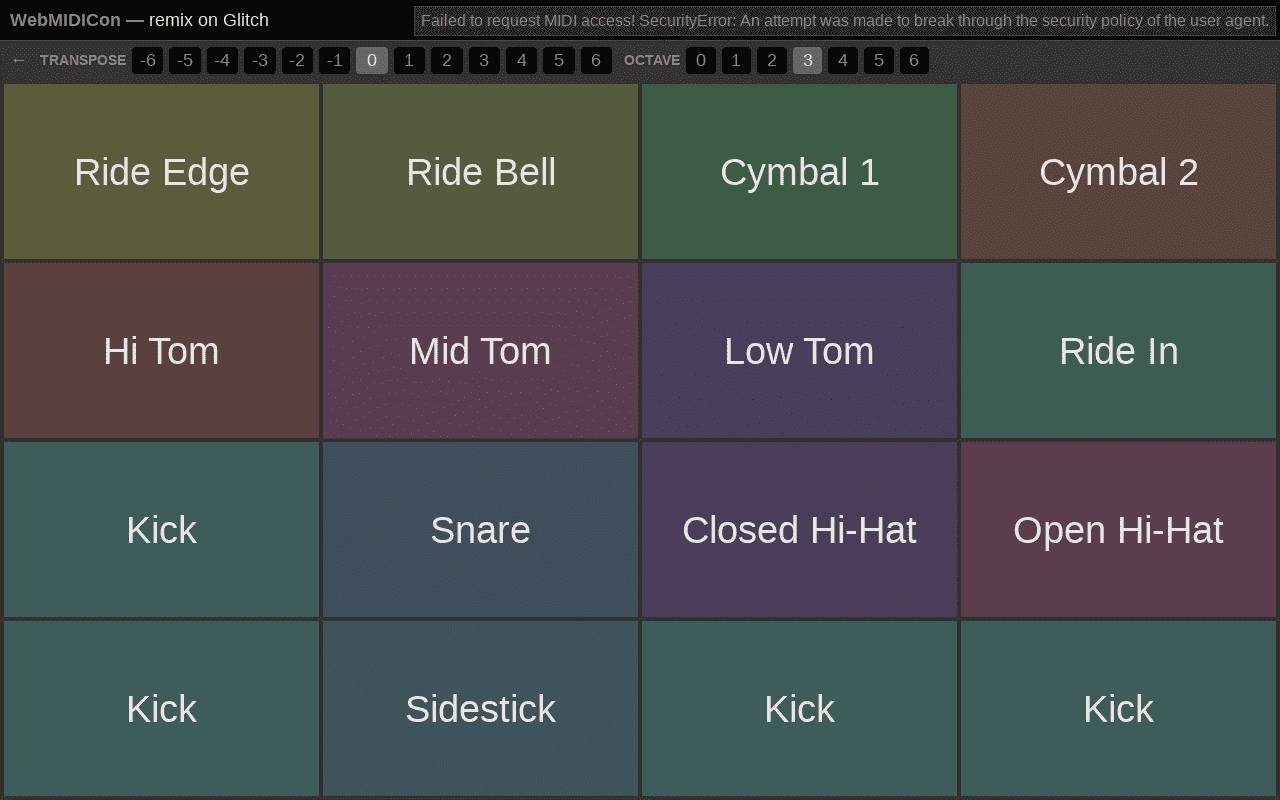 WebMIDICon — remix on Glitch
Failed to request MIDI access! SecurityError: An attempt was made to break through the security policy of the user agent.
← TRANSPOSE -6 -5 -4 -3 -2 -1 0 1 2 3 4 5 6 OCTAVE 0 1 2 3 4 5 6
Ride Edge
Ride Bell
Cymbal 1
Cymbal 2
Hi Tom
Mid Tom
Low Tom
Ride In
Kick
Snare
Closed Hi-Hat
Open Hi-Hat
Kick
Sidestick
Kick
Kick